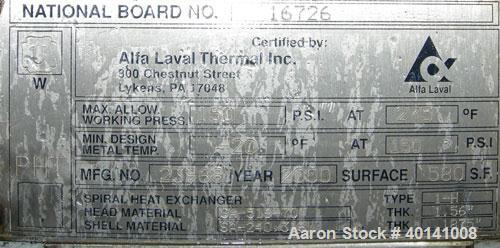 NATIONAL BOARD NO. 16726
Certified by:
Alfa Laval Thermal Inc.
300 Chestnut Street
Lykens, PA 17048
Alfa Laval
W
MAX. ALLOW. WORKING PRESS. P.S.I. AT °F
MIN. DESIGN METAL TEMP. °F AT P.S.I
MFG. NO. YEAR 2000 SURFACE 580 S.F.
SPIRAL HEAT EXCHANGER TYPE
HEAD MATERIAL THK. 1.56"
SHELL MATERIAL THK.
Aaron Stock # 40141008